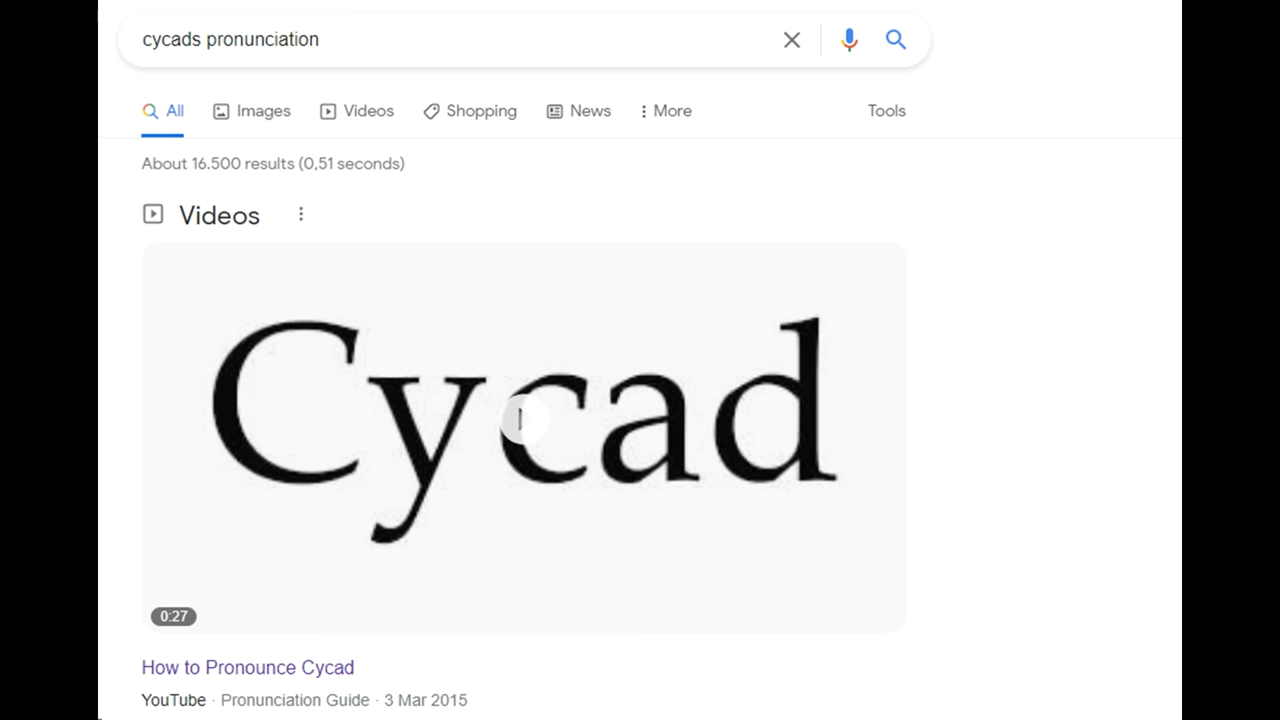 cycads pronunciation
All Images Videos Shopping News More Tools
About 16.500 results (0,51 seconds)
Videos
Cycad
0:27
How to Pronounce Cycad
YouTube · Pronunciation Guide · 3 Mar 2015